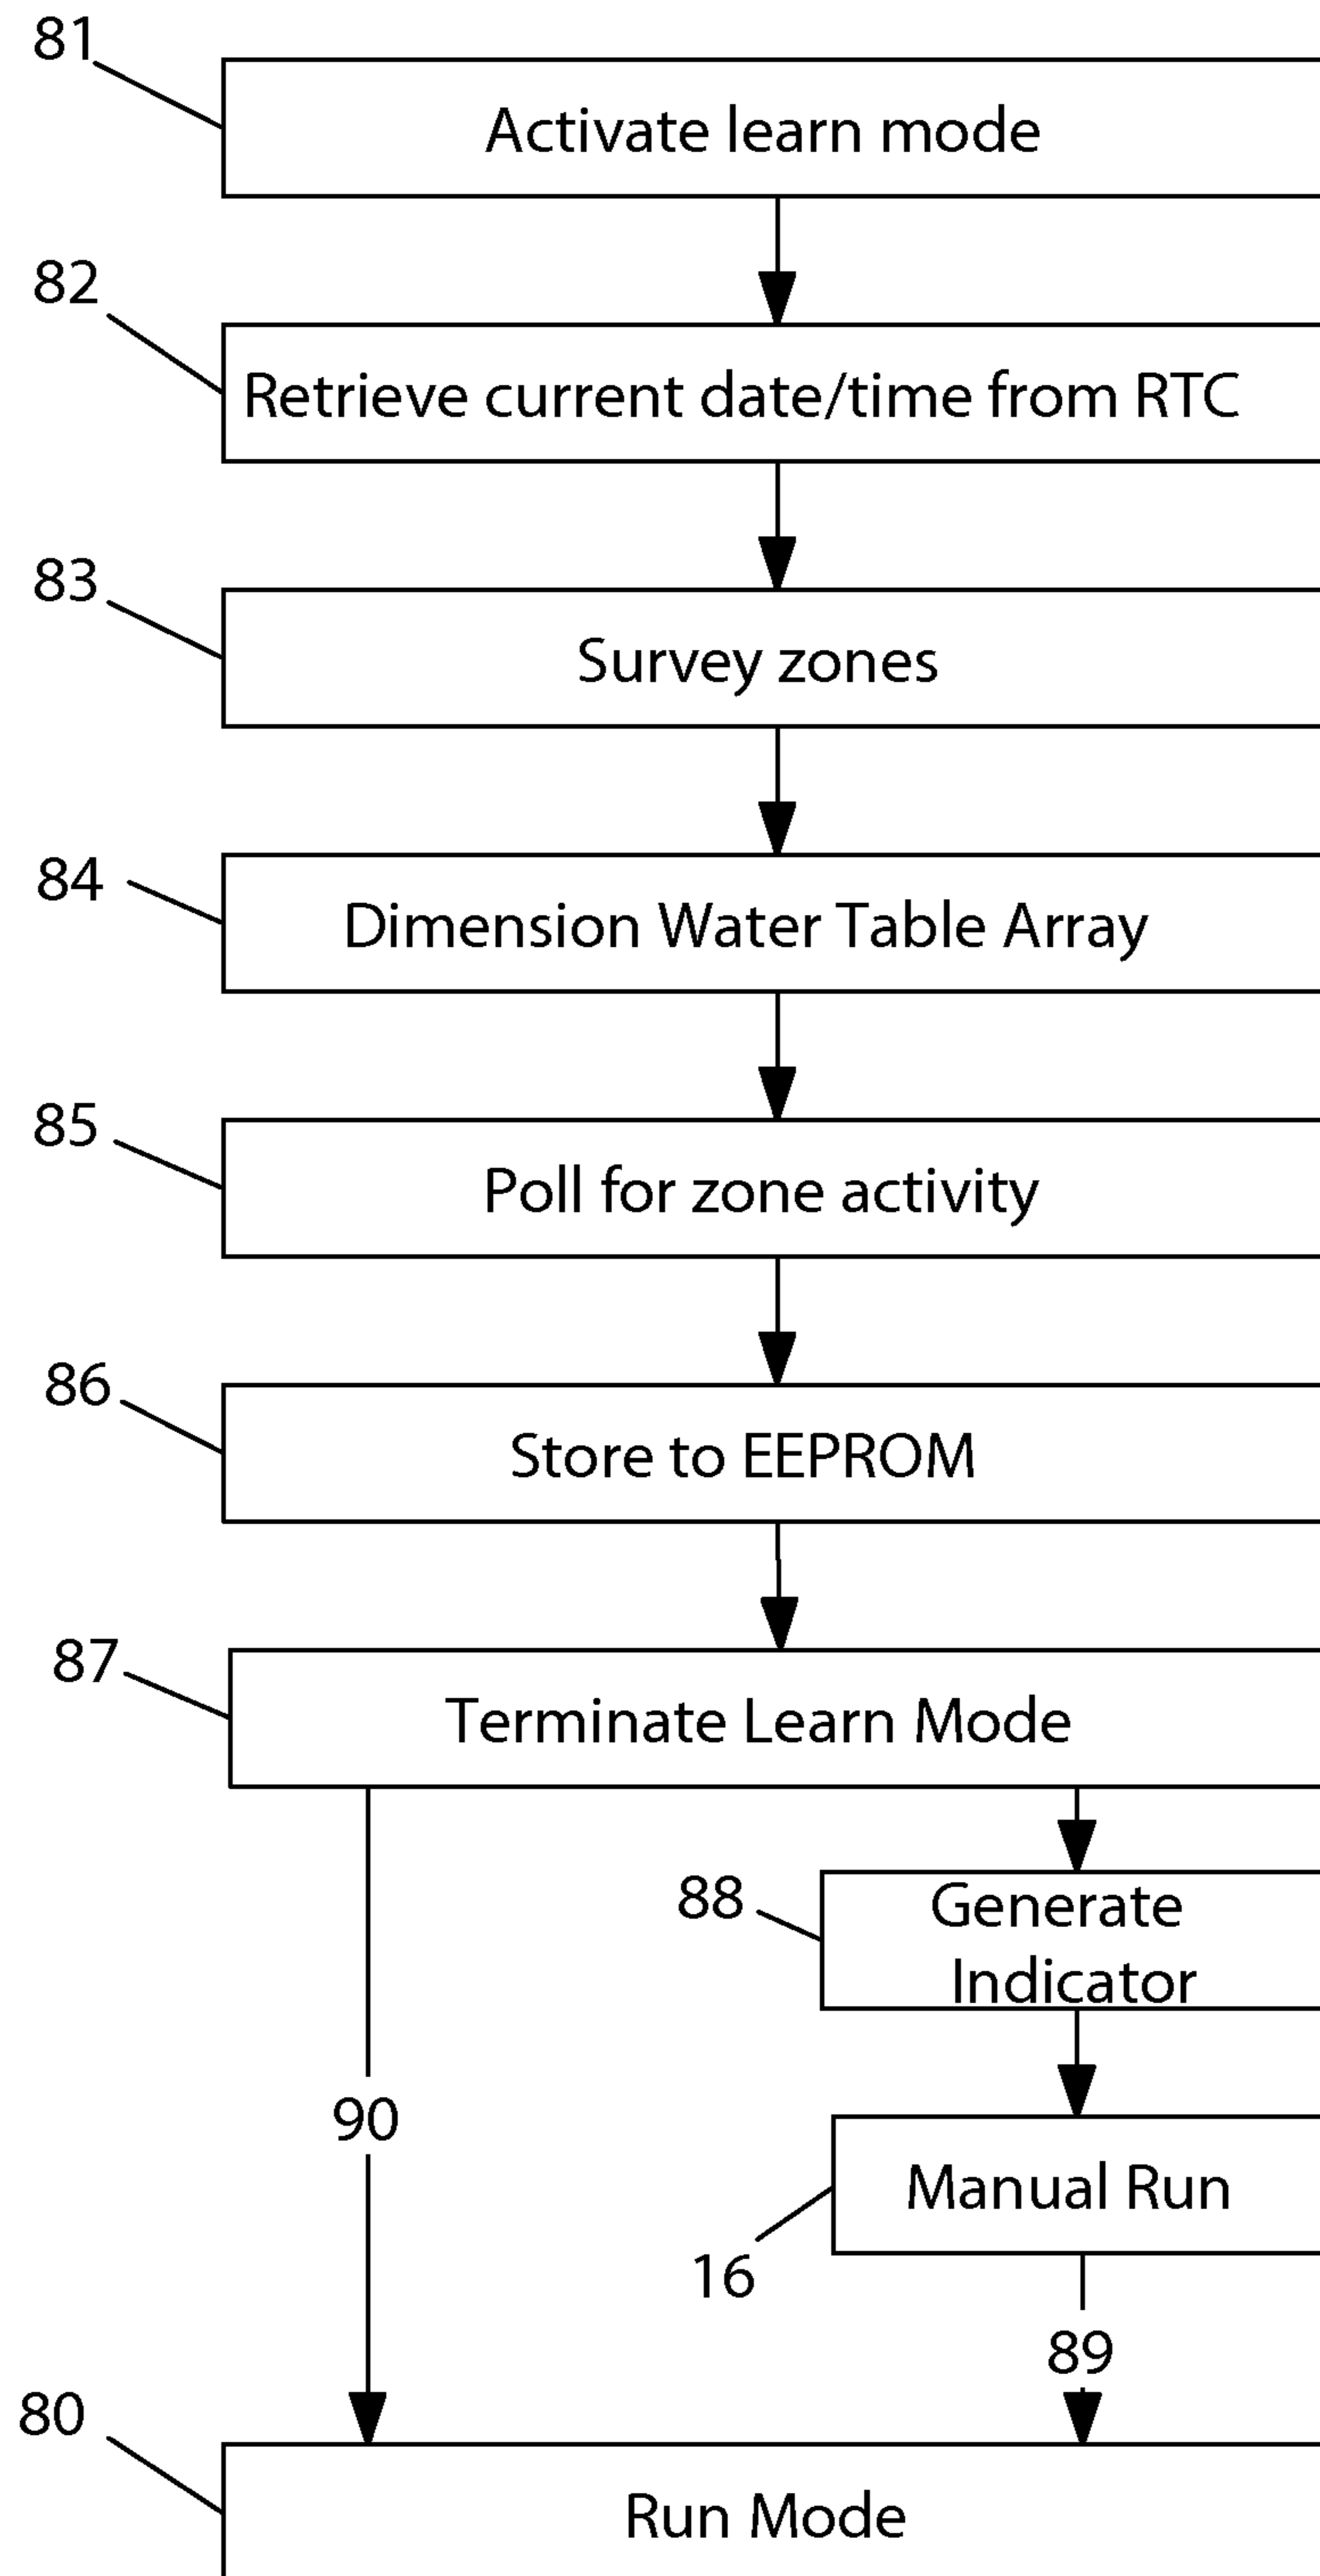 81
Activate learn mode
82
Retrieve current date/time from RTC
83
Survey zones
84
Dimension Water Table Array
85
Poll for zone activity
86
Store to EEPROM
87
Terminate Learn Mode
88
Generate
Indicator
90
Manual Run
16
89
80
Run Mode